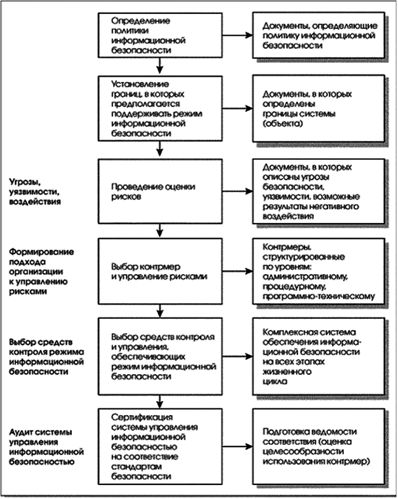 Определение
политики
информационной
безопасности
Документы, определяющие
политику информационной
безопасности
Установление
границ, в которых
предполагается
поддерживать режим
информационной
безопасности
Документы, в которых
определены
границы системы
(объекта)
Угрозы,
уязвимости,
воздействия
Проведение оценки
рисков
Документы, в которых
описаны угрозы
безопасности,
уязвимости, возможные
результаты негативного
воздействия
Формирование
подхода
организации
к управлению
рисками
Выбор контрмер
и управление рисками
Контрмеры,
структурированные
по уровням:
административному,
процедурному,
программно-техническому
Выбор средств
контроля режима
информационной
безопасности
Выбор средств контроля
и управления,
обеспечивающих
режим информационной
безопасности
Комплексная система
обеспечения информа-
ционной безопасности
на всех этапах
жизненного
цикла
Аудит системы
управления
информационной
безопасностью
Сертификация
системы управления
информационной
безопасностью
на соответствие
стандартам
безопасности
Подготовка ведомости
соответствия (оценка
целесообразности
использования контрмер)